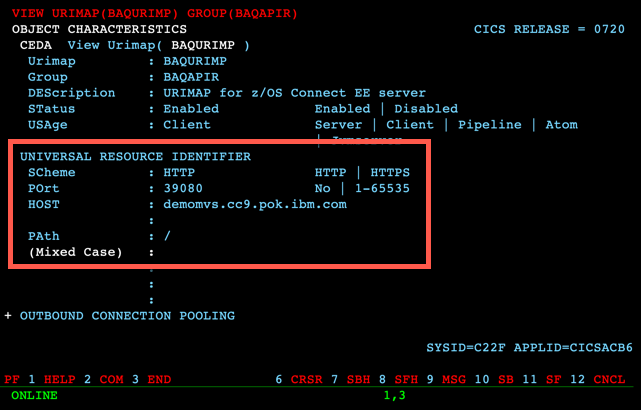 VIEW URIMAP(BAQURIMP) GROUP(BAQAPIR)
OBJECT CHARACTERISTICS CICS RELEASE = 0720
CEDA View Urimap( BAQURIMP )
Urimap : BAQURIMP
Group : BAQAPIR
DEScription : URIMAP for z/OS Connect EE server
STatus : Enabled Enabled | Disabled
USAge : Client Server | Client | Pipeline | Atom
|
UNIVERSAL RESOURCE IDENTIFIER
SCheme : HTTP HTTP | HTTPS
POrt : 39080 No | 1-65535
HOST : demomvs.cc9.pok.ibm.com
:
PAth : /
(Mixed Case) :
:
:
:
+ OUTBOUND CONNECTION POOLING
SYSID=C22F APPLID=CICSACB6
PF 1 HELP 2 COM 3 END 6 CRSR 7 SBH 8 SFH 9 MSG 10 SB 11 SF 12 CNCL
ONLINE 1,3